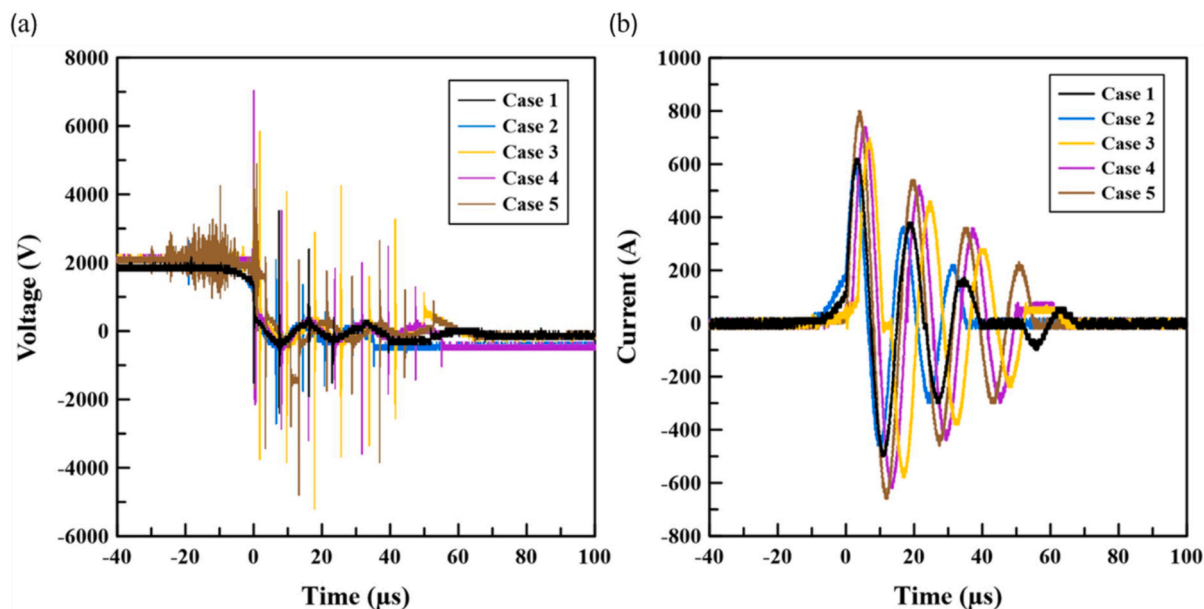 (a)
8000
6000
4000
2000
0
-2000
-4000
-6000
Voltage (V)
-40 -20 0 20 40 60 80 100
Time (µs)
Case 1
Case 2
Case 3
Case 4
Case 5
(b)
1000
800
600
400
200
0
-200
-400
-600
-800
Current (A)
-40 -20 0 20 40 60 80 100
Time (µs)
Case 1
Case 2
Case 3
Case 4
Case 5